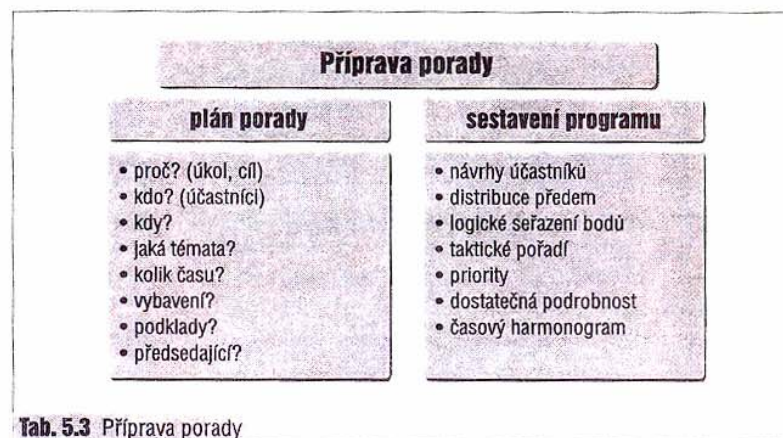 Příprava porady
plán porady
• proč? (úkol, cíl)
• kdo? (účastníci)
• kdy?
• jaká témata?
• kolik času?
• vybavení?
• podklady?
• předsedající?
sestavení programu
• návrhy účastníků
• distribuce předem
• logické seřazení bodů
• taktické pořadí
• priority
• dostatečná podrobnost
• časový harmonogram
Tab. 5.3 Příprava porady